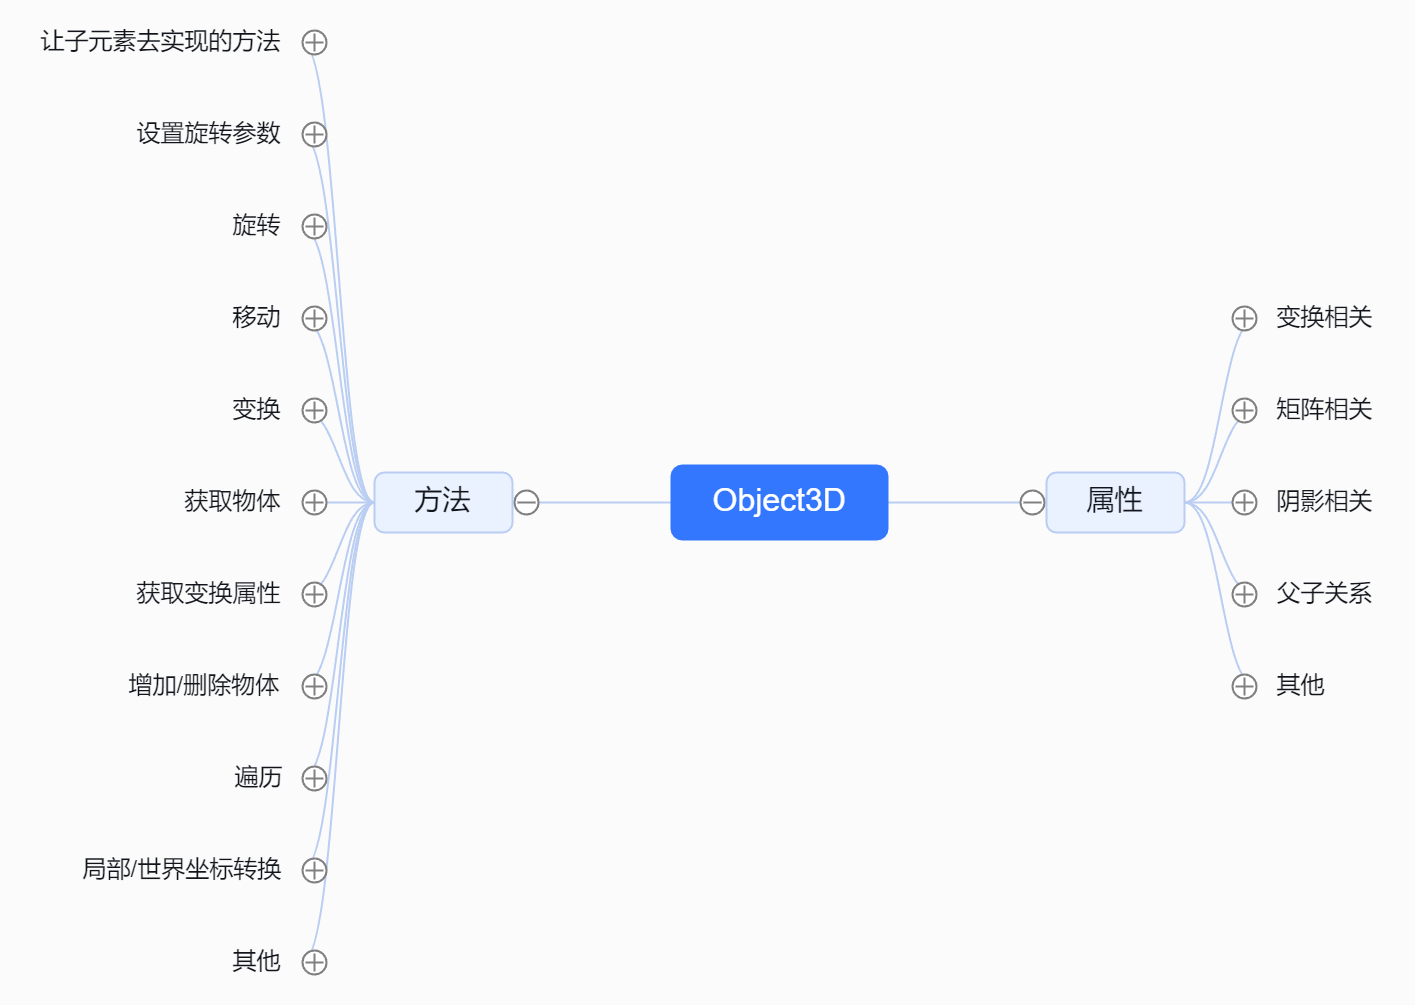 让子元素去实现的方法
设置旋转参数
旋转
移动
变换
获取物体
获取变换属性
增加/删除物体
遍历
局部/世界坐标转换
其他
方法
Object3D
属性
变换相关
矩阵相关
阴影相关
父子关系
其他